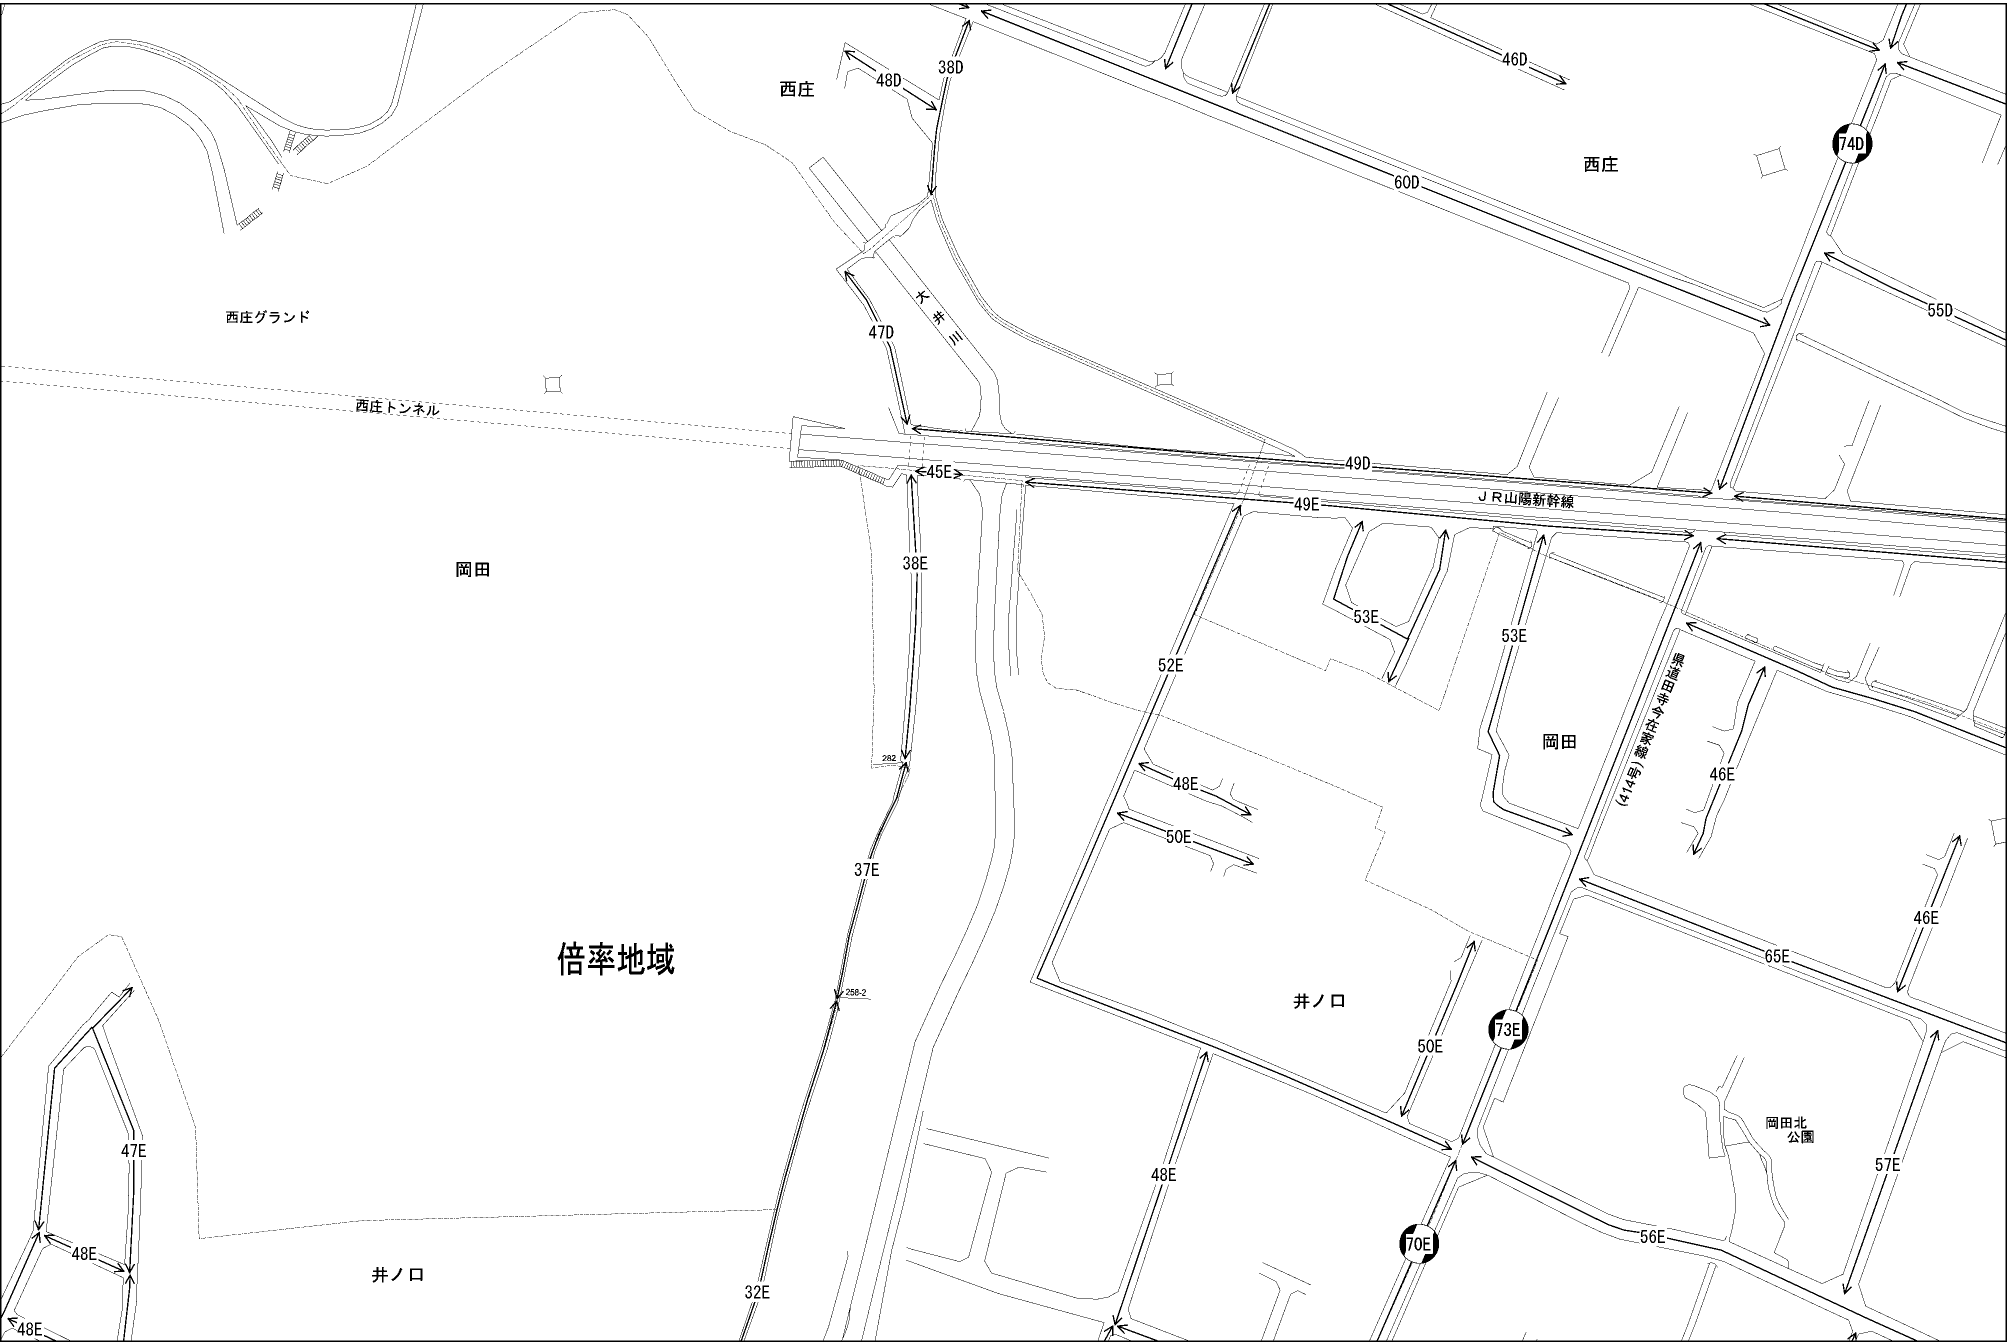 46D
38D
48D
西庄
74D
西庄
60D
55D
大井川
西庄グランド
47D
西庄トンネル
49D
45E
JR山陽新幹線
49E
岡田
38E
53E
53E
52E
県道田寺今在家線(414号)
岡田
282
46E
48E
50E
37E
46E
倍率地域
65E
258-2
井ノ口
73E
50E
岡田北
公園
47E
57E
48E
56E
70E
48E
井ノ口
32E
48E